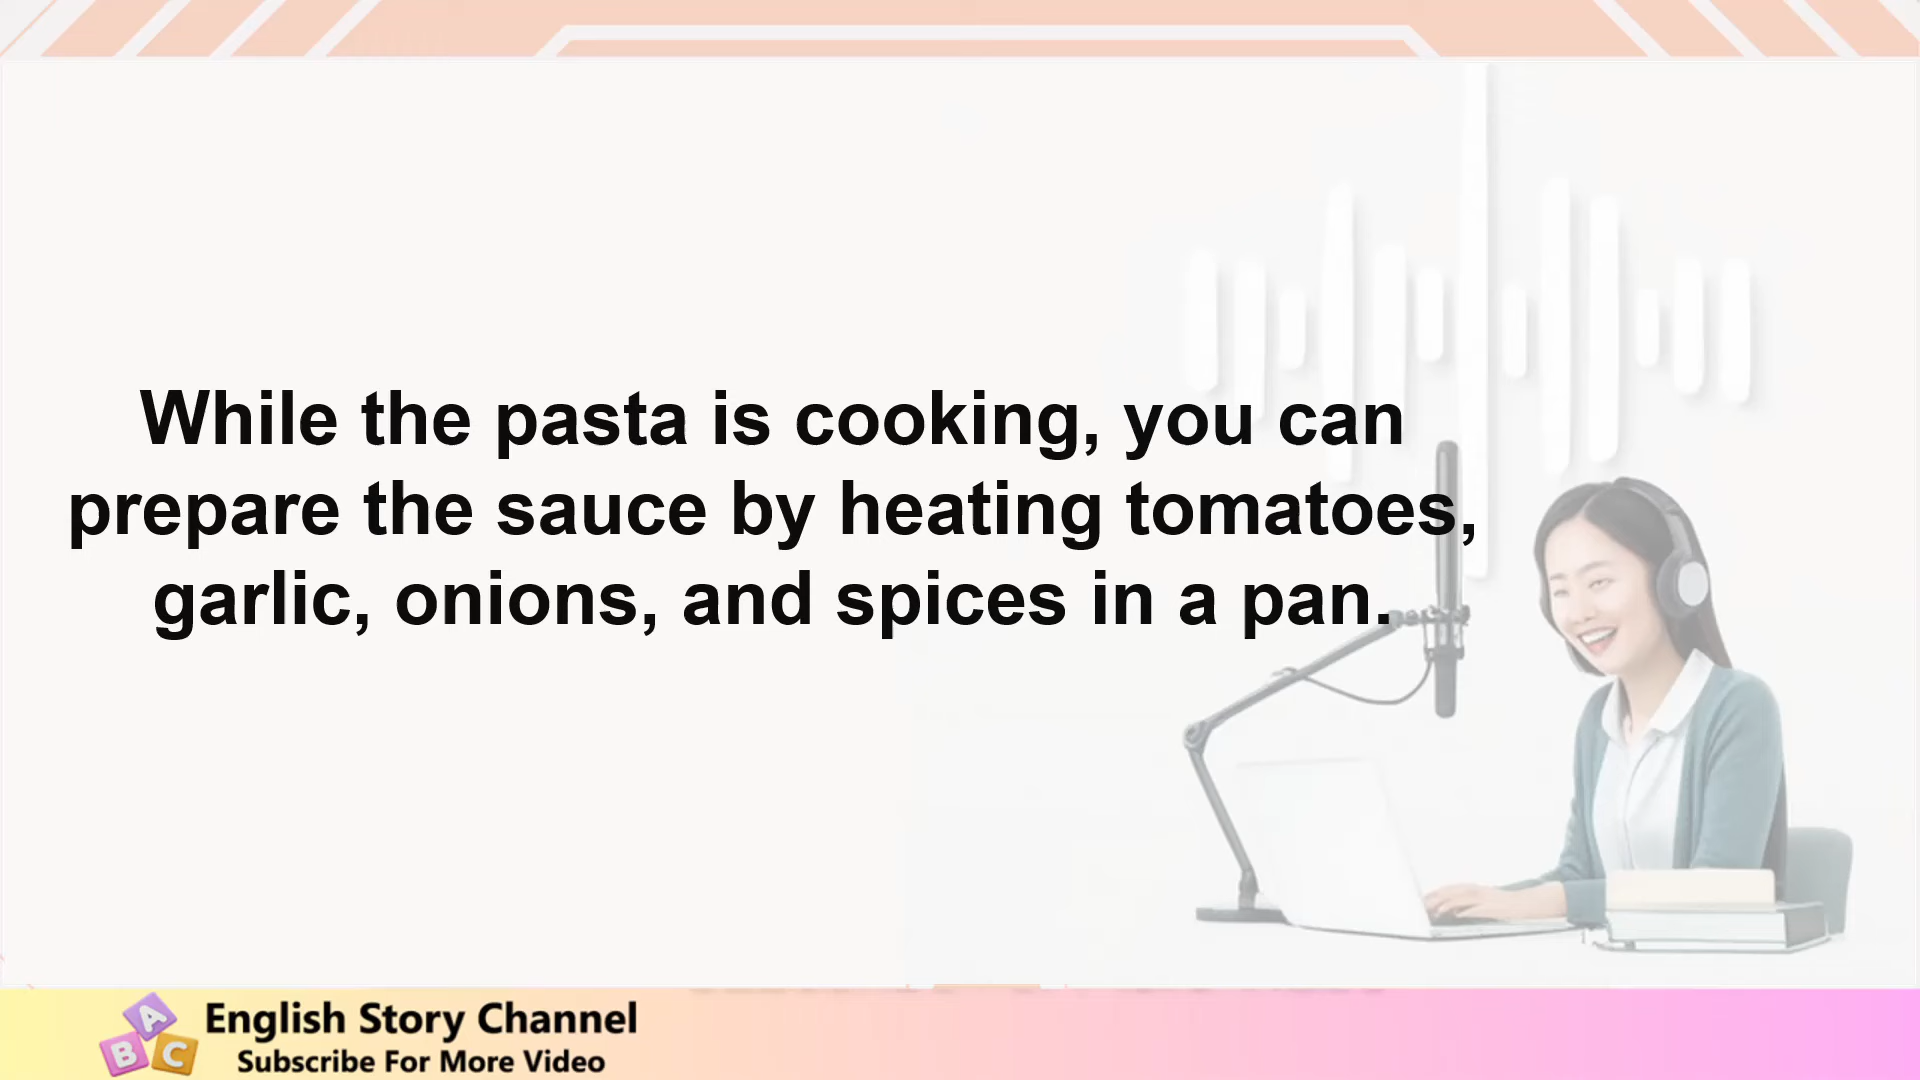 While the pasta is cooking, you can
prepare the sauce by heating tomatoes,
garlic, onions, and spices in a pan.
A
B C
English Story Channel
Subscribe For More Video